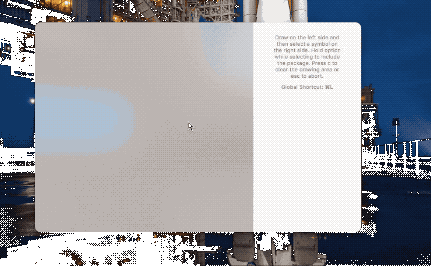 Draw on the left side and
then select a symbol on
the right side. Hold option
while selecting to include
the package. Press c to
clear the drawing area or
esc to abort.
Global Shortcut: